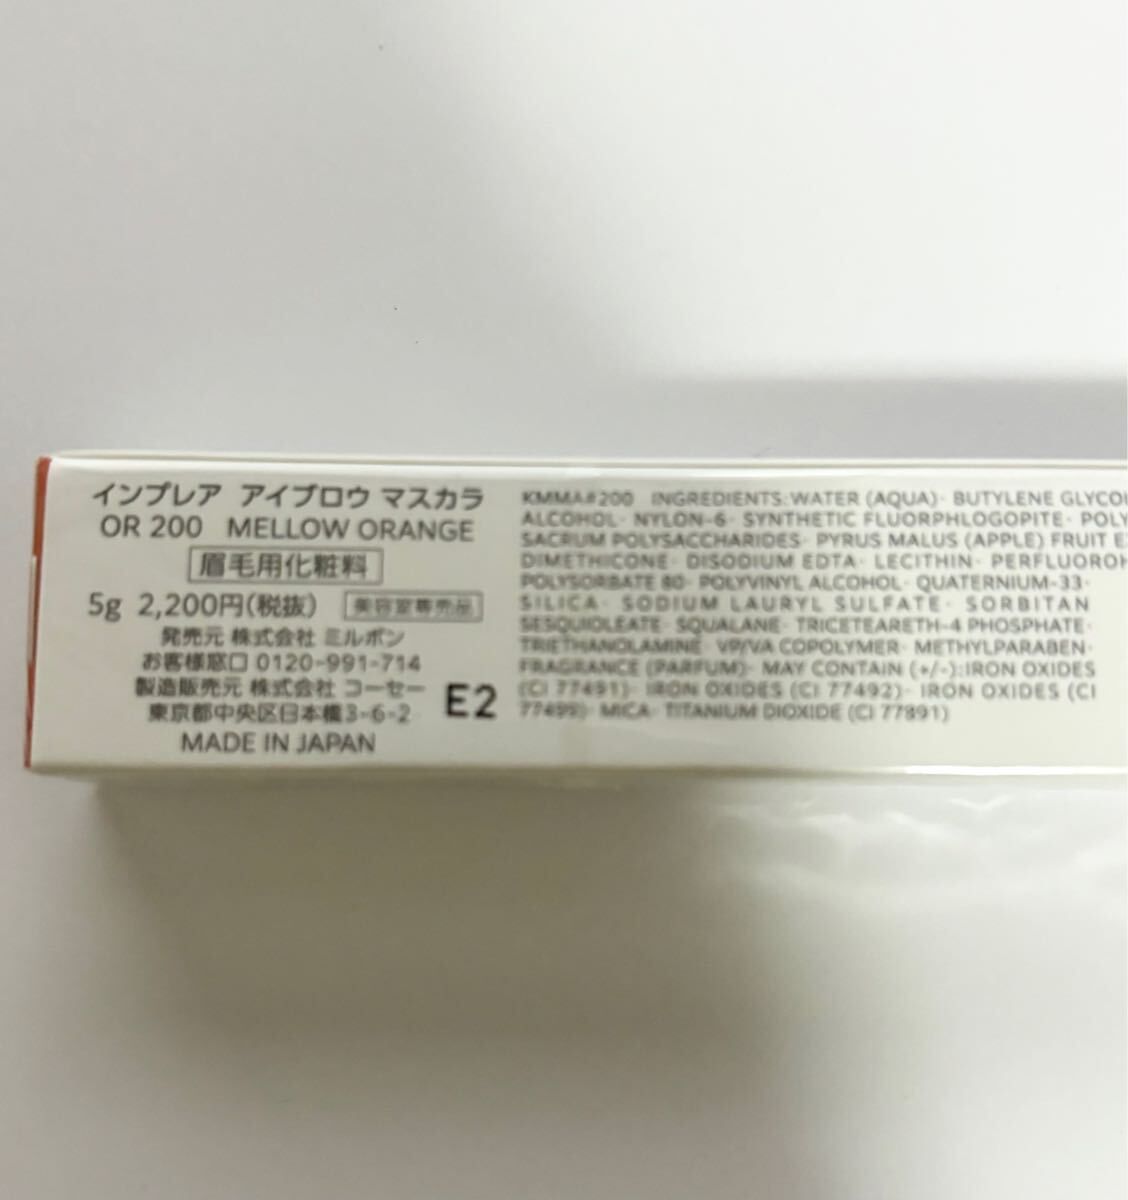 インプレア アイブロウ マスカラ
OR 200 MELLOW ORANGE
眉毛用化粧料
5g 2,200円(税抜) 美容室専売品
発売元 株式会社 ミルボン
お客様窓口 0120-991-714
製造販売元 株式会社 コーセー
東京都中央区日本橋3-6-2
MADE IN JAPAN
E2
KMMA#200 INGREDIENTS:WATER (AQUA)· BUTYLENE GLYCOL
ALCOHOL· NYLON-6· SYNTHETIC FLUORPHLOGOPITE· POLY
SACRUM POLYSACCHARIDES· PYRUS MALUS (APPLE) FRUIT E
DIMETHICONE· DISODIUM EDTA· LECITHIN· PERFLUOROH
POLYSORBATE 80· POLYVINYL ALCOHOL· QUATERNIUM-33·
SILICA· SODIUM LAURYL SULFATE· SORBITAN
SESQUIOLEATE· SQUALANE· TRICETEARETH-4 PHOSPHATE·
TRIETHANOLAMINE· VP/VA COPOLYMER· METHYLPARABEN·
FRAGRANCE (PARFUM)· MAY CONTAIN (+/-):IRON OXIDES
(CI 77491)· IRON OXIDES (CI 77492)· IRON OXIDES (CI
77499)· MICA· TITANIUM DIOXIDE (CI 77891)